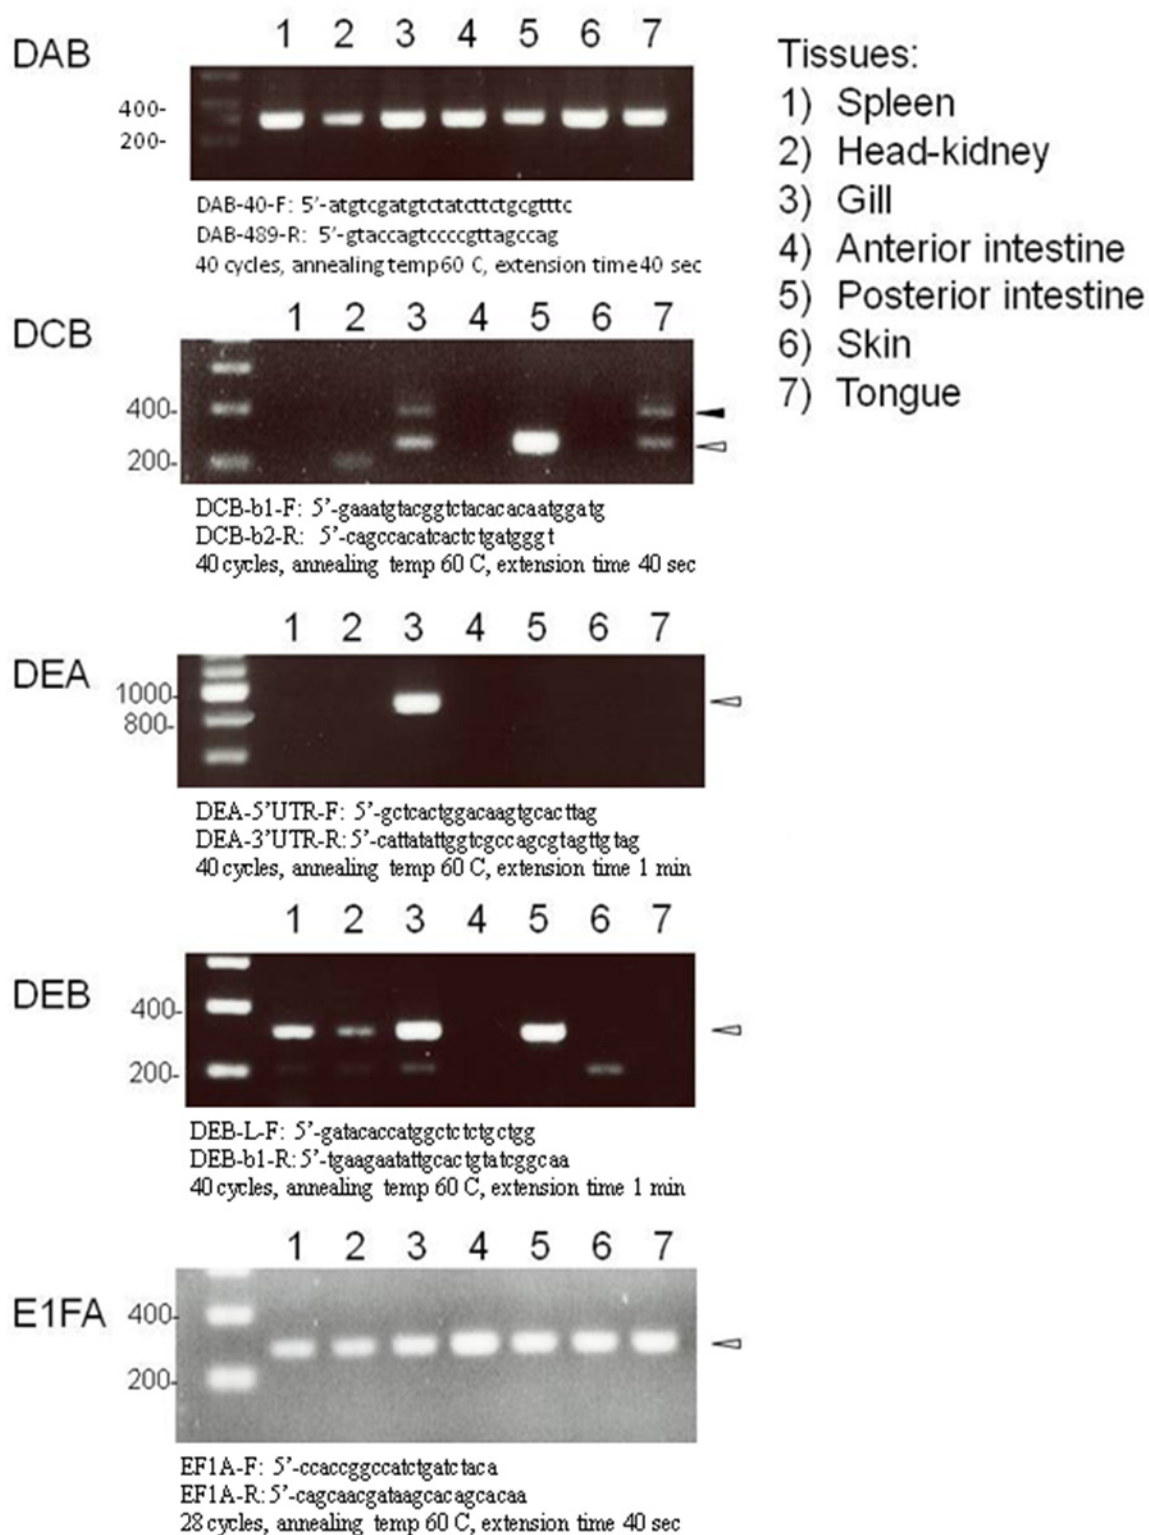 1 2 3 4 5 6 7
DAB
400-
200-
DAB-40-F: 5’-atgtcgatgtctatcttctgcgtttc
DAB-489-R: 5’-gtaccagtccccgttagccag
40 cycles, annealing temp60 C, extension time40 sec
Tissues:
1) Spleen
2) Head-kidney
3) Gill
4) Anterior intestine
5) Posterior intestine
6) Skin
7) Tongue
1 2 3 4 5 6 7
DCB
400-
200-
DCB-b1-F: 5’-gaaatgtacggtctacacacaatggatg
DCB-b2-R: 5’-cagccacatcactctgatgggt
40 cycles, annealing temp 60 C, extension time 40 sec
1 2 3 4 5 6 7
DEA
1000-
800-
DEA-5’UTR-F: 5’-gctcactggacaagtgcacttag
DEA-3’UTR-R: 5’-cattatattggtcgccagcgtagttgtag
40 cycles, annealing temp 60 C, extension time 1 min
1 2 3 4 5 6 7
DEB
400-
200-
DEB-L-F: 5’-gatacaccatggctctctgctgg
DEB-b1-R: 5’-tgaagaatattgcactgtatcggcaa
40 cycles, annealing temp 60 C, extension time 1 min
1 2 3 4 5 6 7
E1FA
400-
200-
EF1A-F: 5’-ccaccggccatctgatctaca
EF1A-R: 5’-cagcaacgataagcacagcacaa
28 cycles, annealing temp 60 C, extension time 40 sec